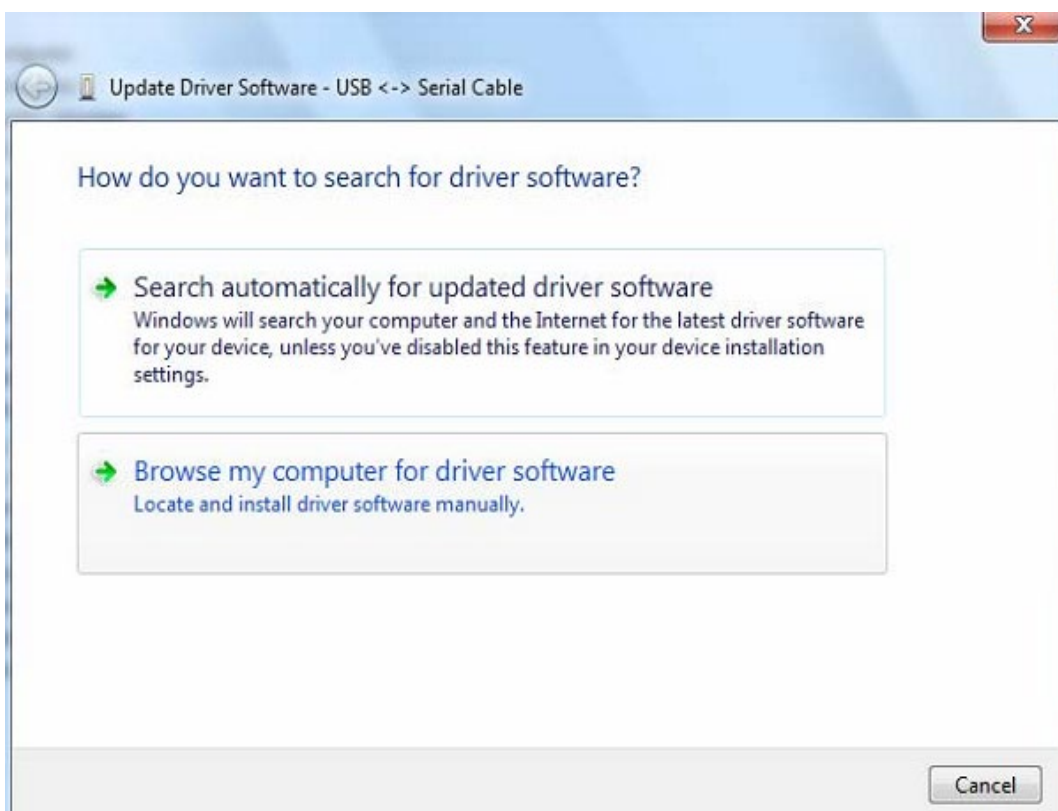 Update Driver Software - USB <-> Serial Cable
How do you want to search for driver software?
Search automatically for updated driver software
Windows will search your computer and the Internet for the latest driver software
for your device, unless you've disabled this feature in your device installation
settings.
Browse my computer for driver software
Locate and install driver software manually.
Cancel